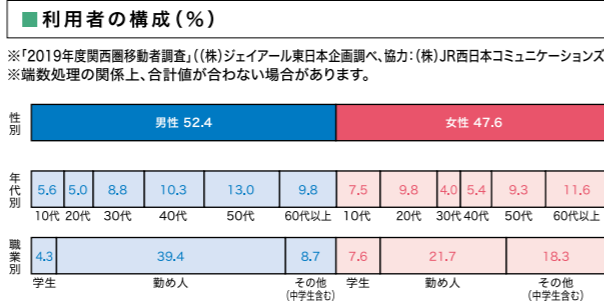 ■利用者の構成(%)
※「2019年度関西圏移動者調査」((株)ジェイアール東日本企画調べ、協力:(株)JR西日本コミュニケーションズ
※端数処理の関係上、合計値が合わない場合があります。
性別 男性 52.4 女性 47.6
年代別 5.6 5.0 8.8 10.3 13.0 9.8 7.5 9.8 4.0 5.4 9.3 11.6
10代 20代 30代 40代 50代 60代以上 10代 20代 30代 40代 50代 60代以上
職業別 4.3 39.4 8.7 7.6 21.7 18.3
学生 勤め人 その他 学生 勤め人 その他
(中学生含む) (中学生含む)